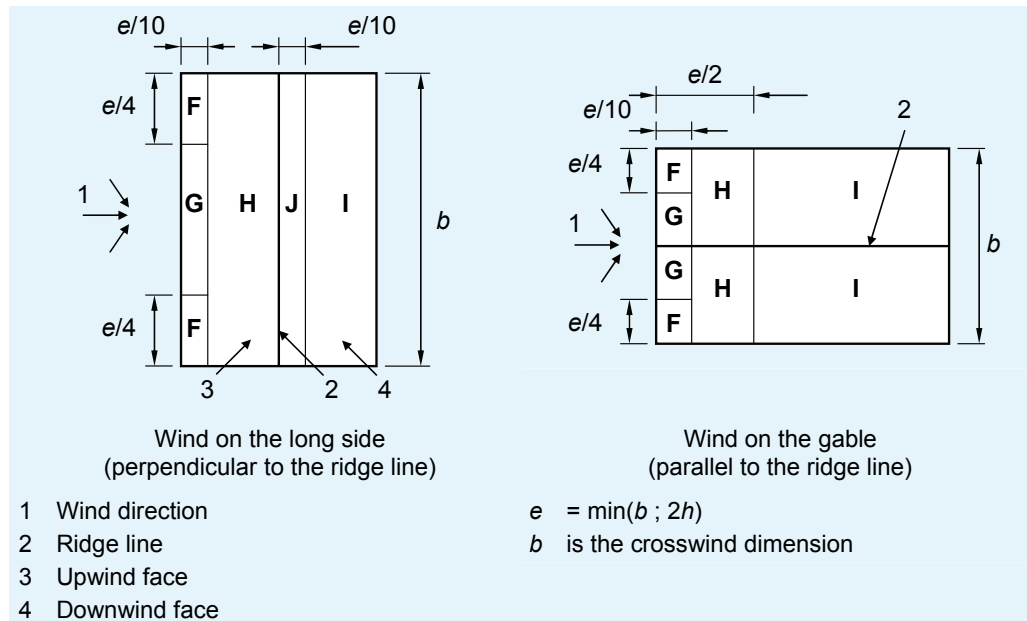 e/10 e/10
e/4 F
1 G H J I b
e/4 F
3 2 4
Wind on the long side
(perpendicular to the ridge line)
e/2
e/10 2
e/4 F H I
G
1 b
G H I
e/4 F
Wind on the gable
(parallel to the ridge line)
1 Wind direction
2 Ridge line
3 Upwind face
4 Downwind face
e = min(b ; 2h)
b is the crosswind dimension